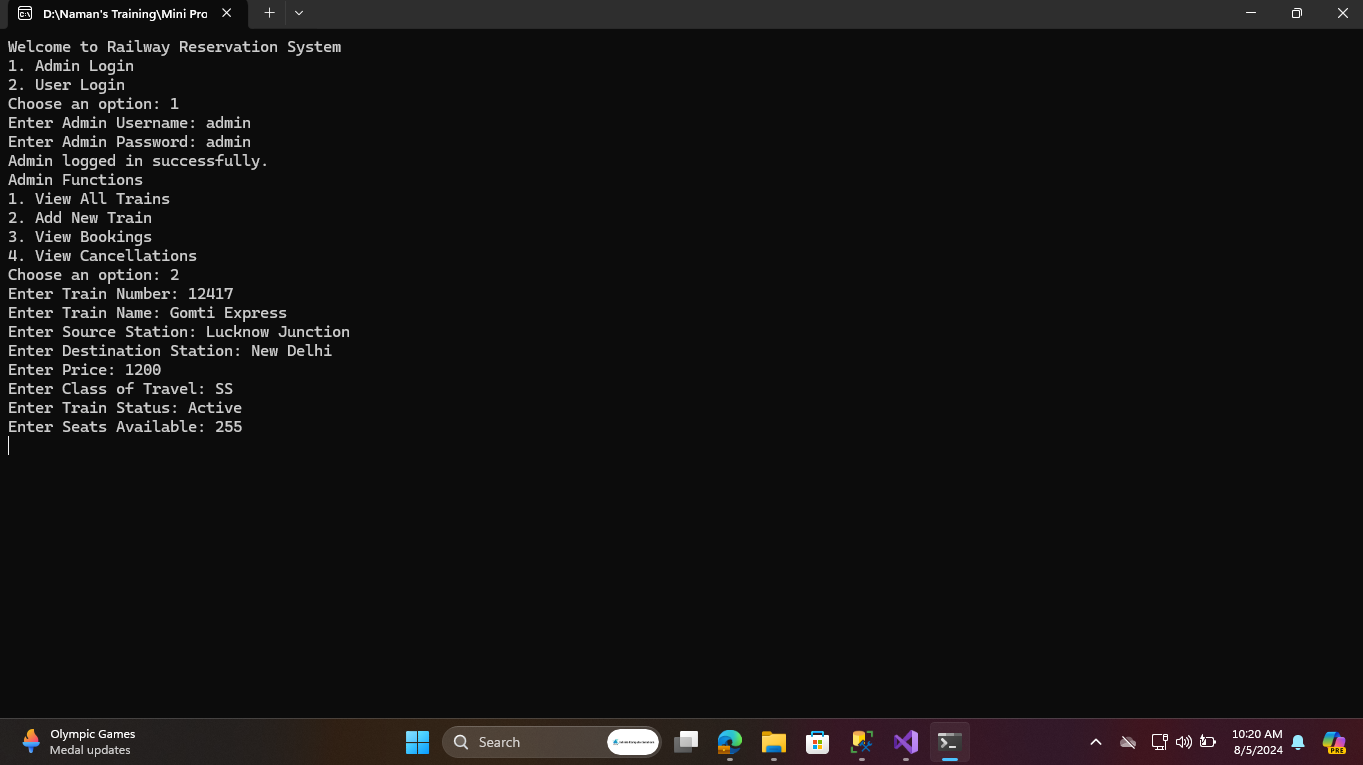 D:\Naman's Training\Mini Pro
Welcome to Railway Reservation System
1. Admin Login
2. User Login
Choose an option: 1
Enter Admin Username: admin
Enter Admin Password: admin
Admin logged in successfully.
Admin Functions
1. View All Trains
2. Add New Train
3. View Bookings
4. View Cancellations
Choose an option: 2
Enter Train Number: 12417
Enter Train Name: Gomti Express
Enter Source Station: Lucknow Junction
Enter Destination Station: New Delhi
Enter Price: 1200
Enter Class of Travel: SS
Enter Train Status: Active
Enter Seats Available: 255
Olympic Games
Medal updates
Search
10:20 AM
8/5/2024
PRE